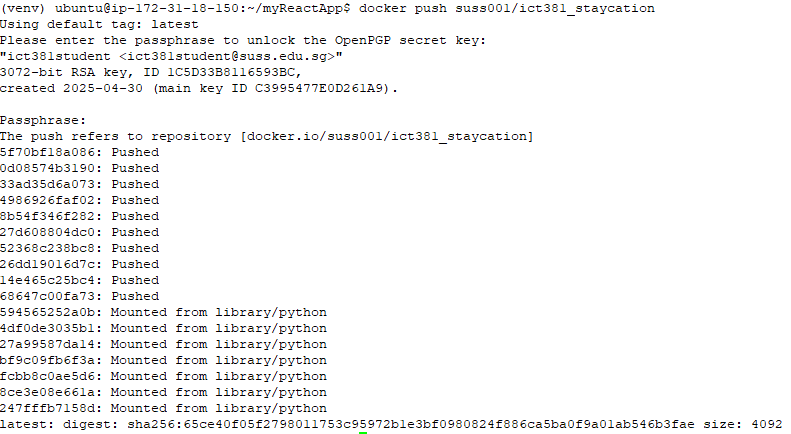 (venv) ubuntu@ip-172-31-18-150:~/myReactApp$ docker push suss001/ict381_staycation
Using default tag: latest
Please enter the passphrase to unlock the OpenPGP secret key:
"ict381student <ict381student@suss.edu.sg>"
3072-bit RSA key, ID 1C5D33B8116593BC,
created 2025-04-30 (main key ID C3995477E0D261A9).
Passphrase:
The push refers to repository [docker.io/suss001/ict381_staycation]
5f70bf18a086: Pushed
0d08574b3190: Pushed
33ad35d6a073: Pushed
4986926faf02: Pushed
8b54f346f282: Pushed
27d608804dc0: Pushed
52368c238bc8: Pushed
26dd19016d7c: Pushed
14e465c25bc4: Pushed
68647c00fa73: Pushed
594565252a0b: Mounted from library/python
4df0de3035b1: Mounted from library/python
27a99587da14: Mounted from library/python
bf9c09fb6f3a: Mounted from library/python
fcbb8c0ae5d6: Mounted from library/python
8ce3e08e661a: Mounted from library/python
247fffb7158d: Mounted from library/python
latest: digest: sha256:65ce40f05f2798011753c95972b1e3bf0980824f886ca5ba0f9a01ab546b3fae size: 4092